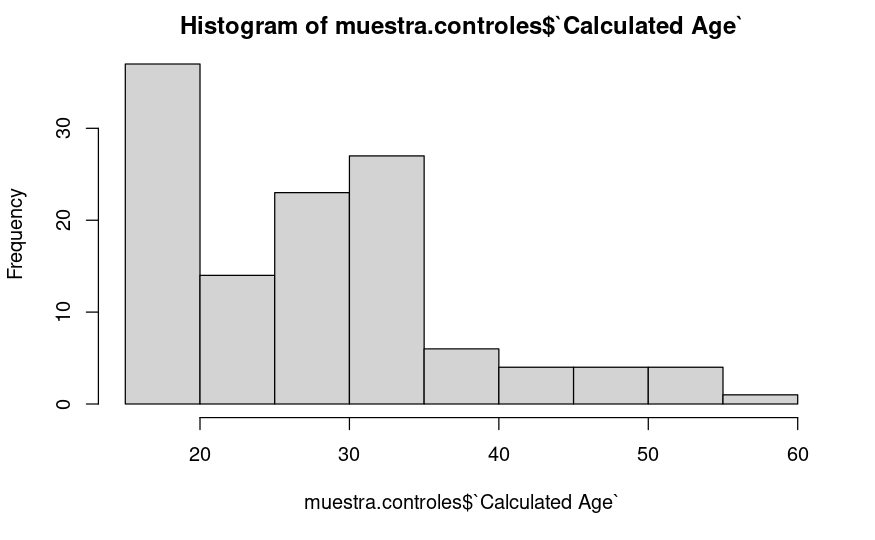 Histogram of muestra.controles$`Calculated Age`
Frequency
30
20
10
0
20 30 40 50 60
muestra.controles$`Calculated Age`